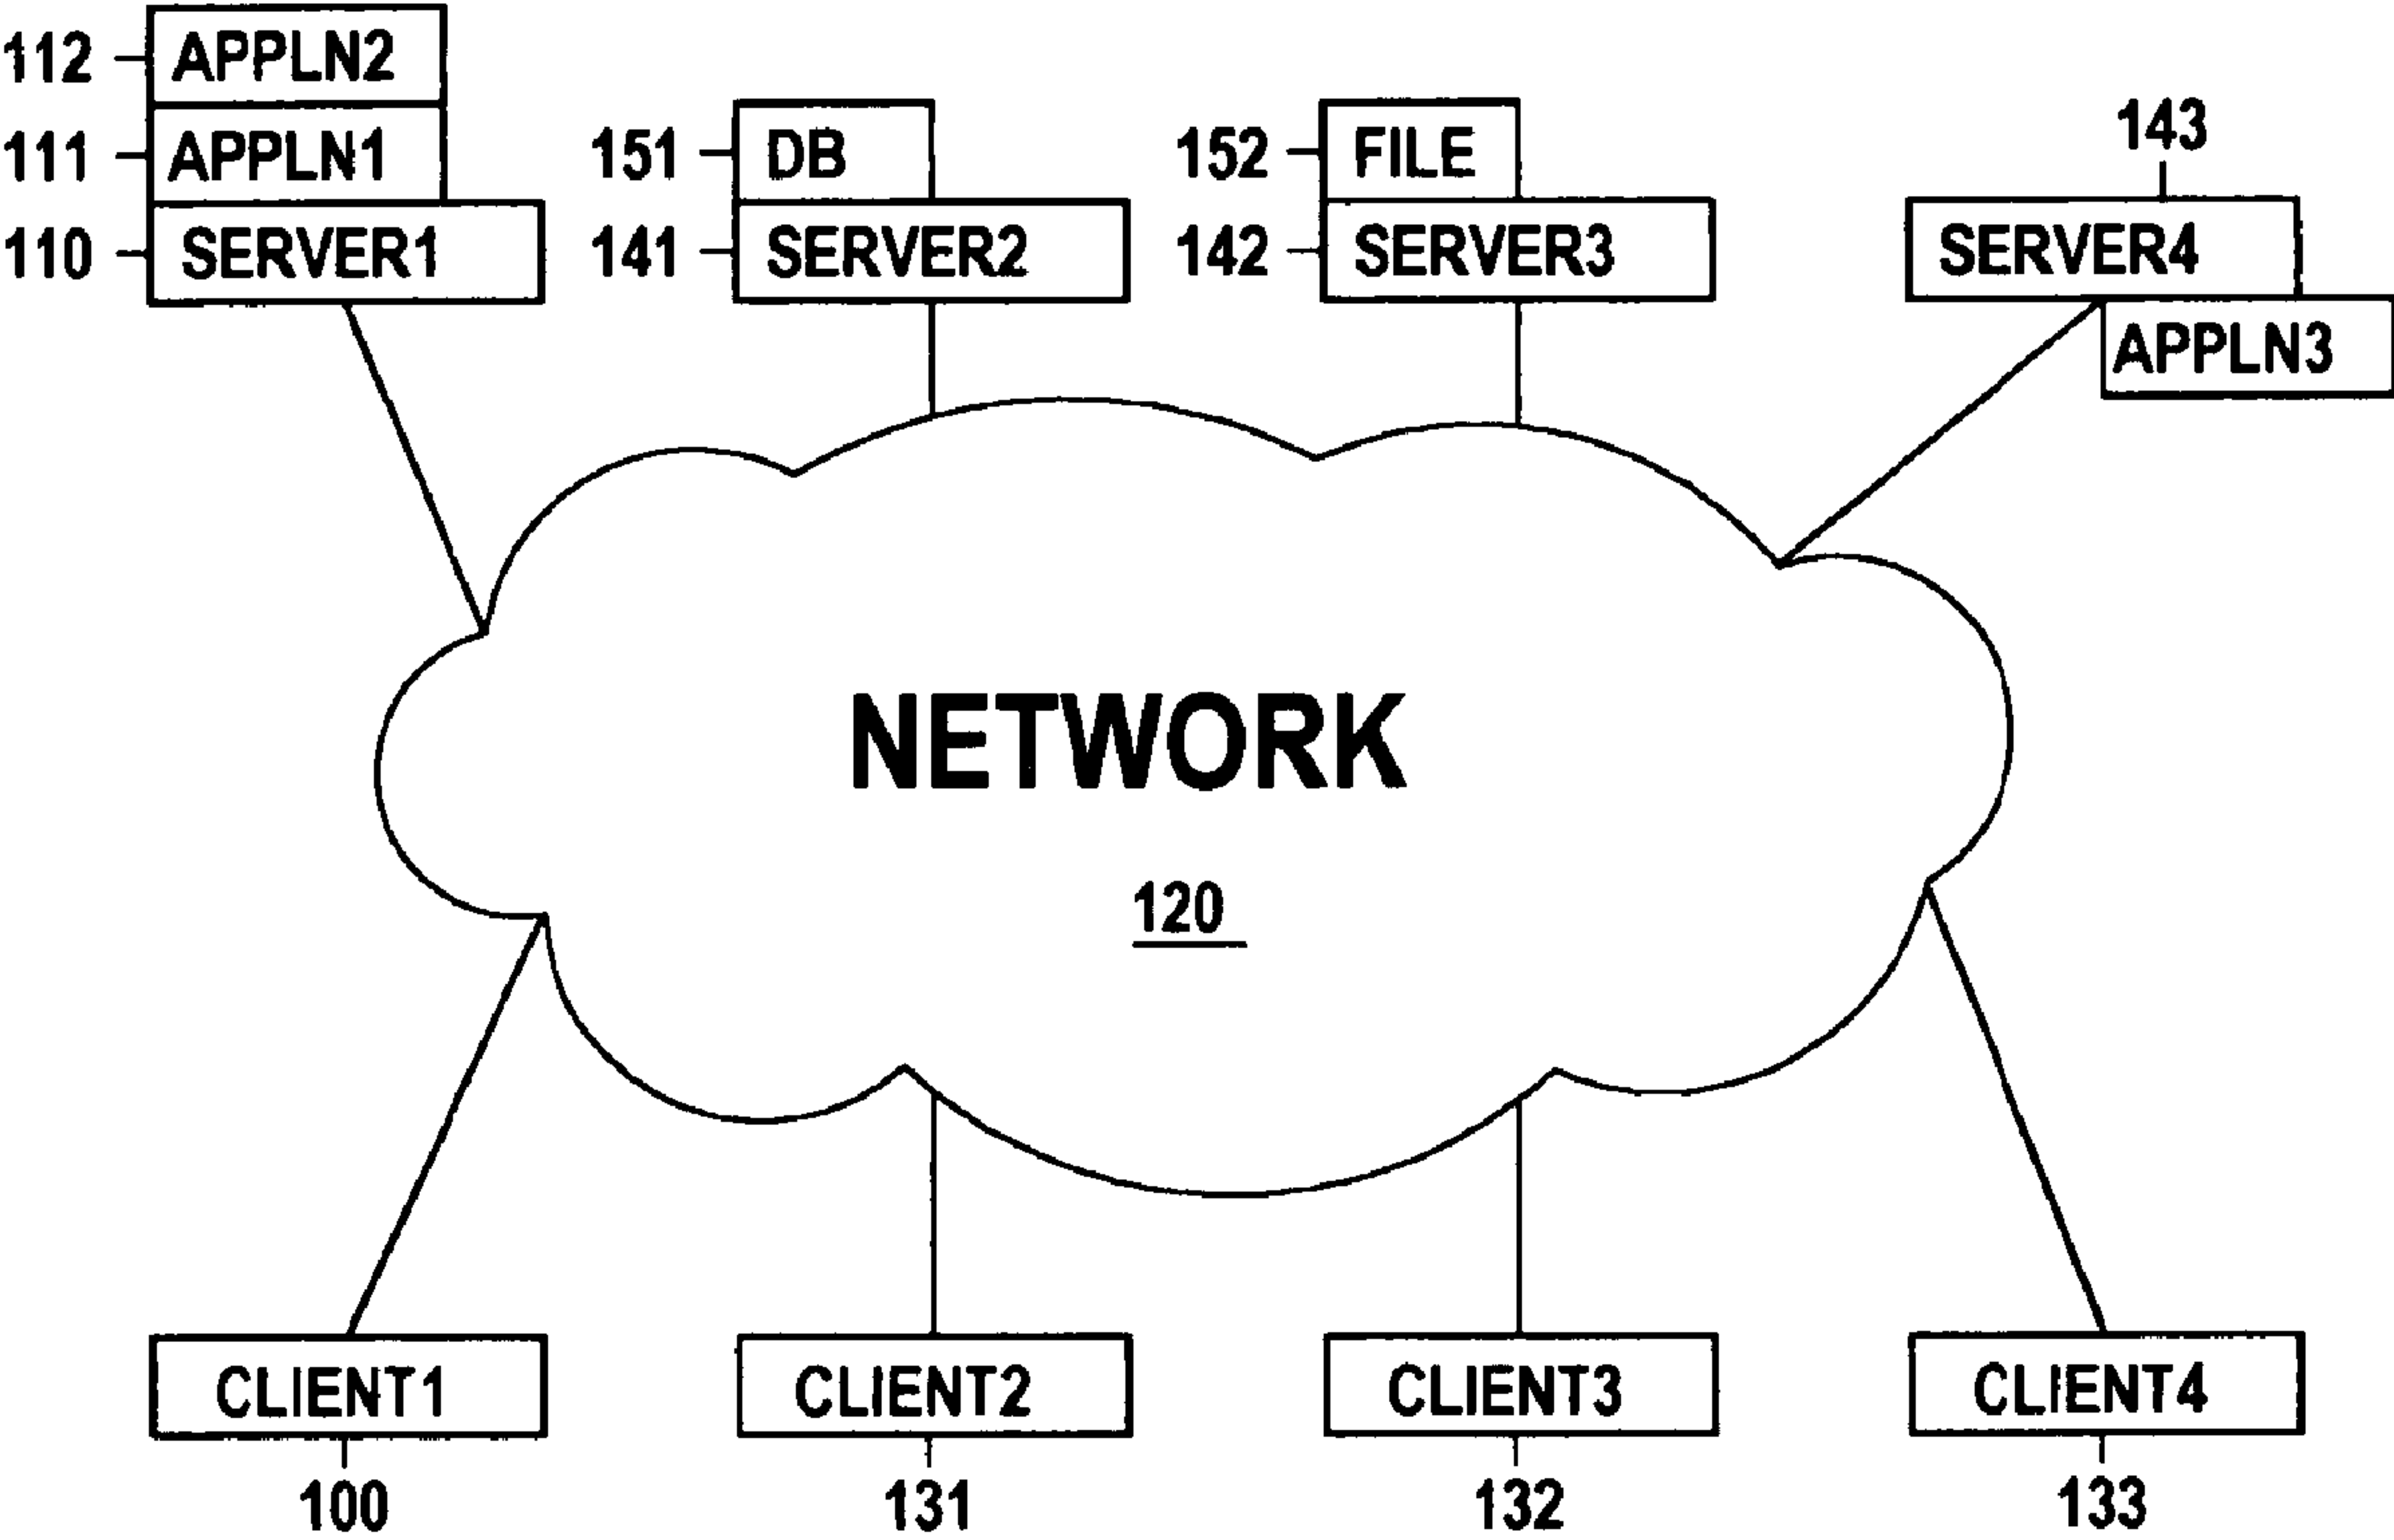 112 APPLN2
111 APPLN1
110 SERVER1
151 DB
141 SERVER2
152 FILE
142 SERVER3
143
SERVER4
APPLN3
NETWORK
120
CLIENT1
100
CLIENT2
131
CLIENT3
132
CLIENT4
133